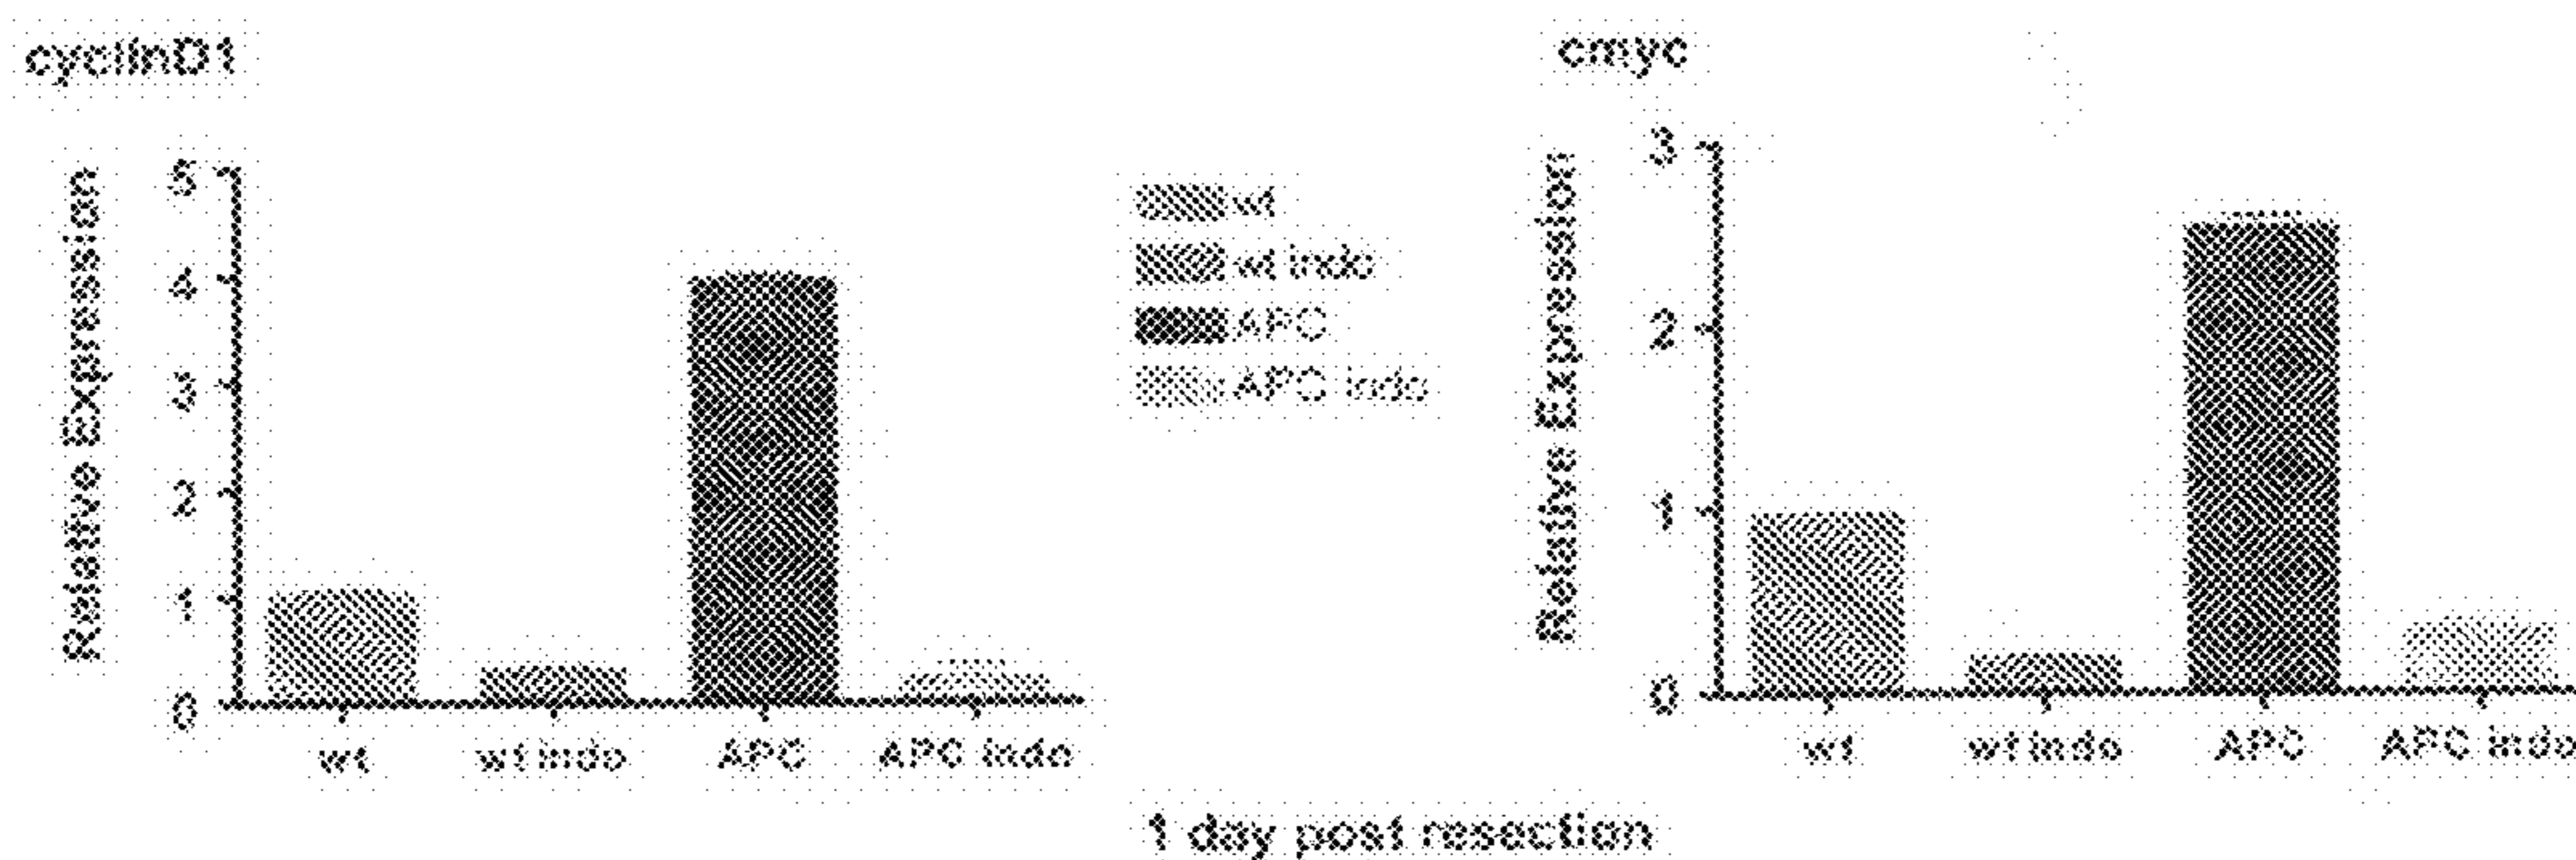 cyclinD1
Relative Expression
5
4
3
2
1
0
wt
wt indo
APC
APC indo
wt
wt indo
APC
APC indo
cmyc
Relative Expression
3
2
1
0
wt
wt indo
APC
APC indo
1 day post resection